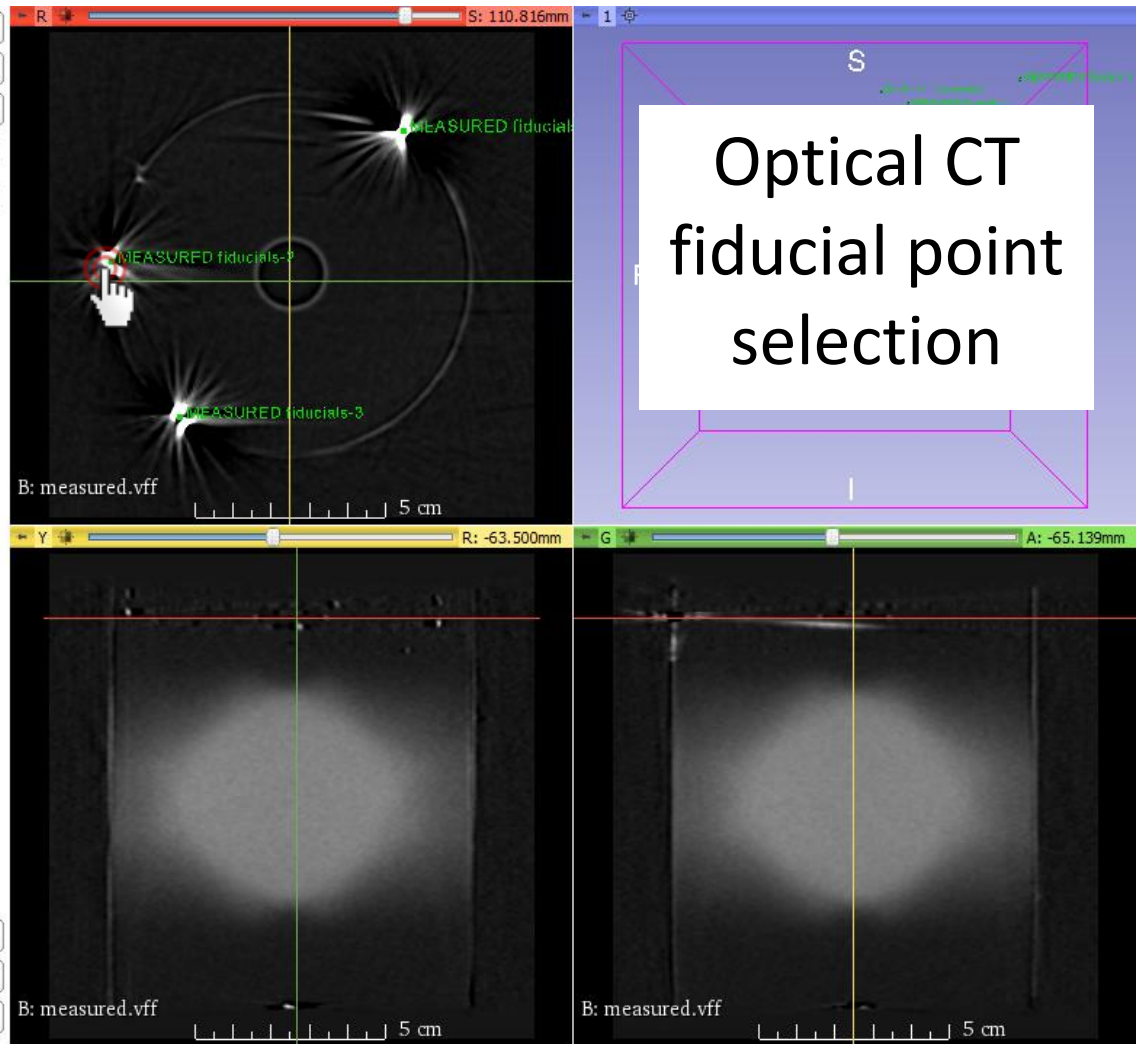 R
S: 110.816mm
1
S
MEASURED fiducials
MEASURED fiducials-2
MEASURED fiducials-3
Optical CT
fiducial point
selection
I
B: measured.vff
5 cm
Y
R: -63.500mm
G
A: -65.139mm
B: measured.vff
5 cm
B: measured.vff
5 cm